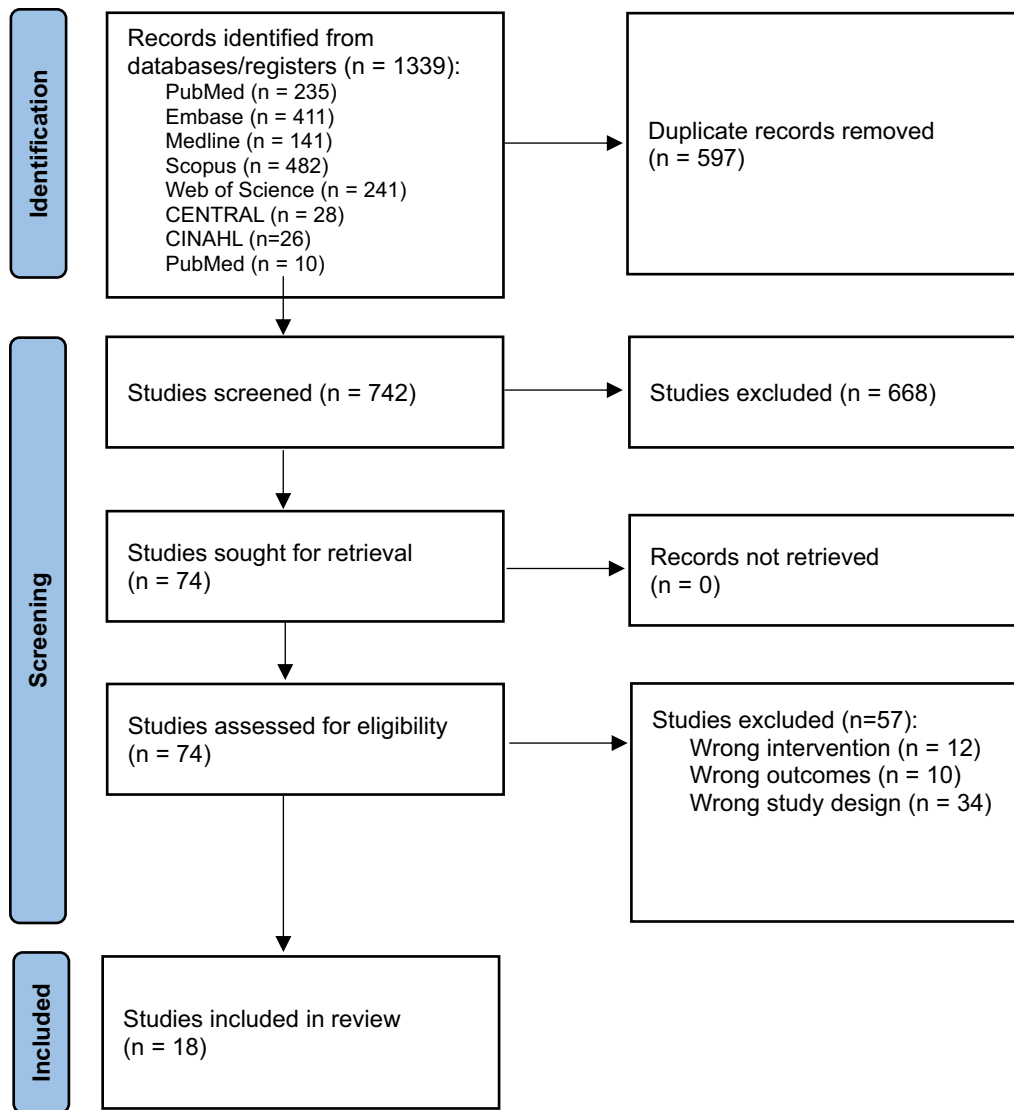 Identification
Records identified from
databases/registers (n = 1339):
PubMed (n = 235)
Embase (n = 411)
Medline (n = 141)
Scopus (n = 482)
Web of Science (n = 241)
CENTRAL (n = 28)
CINAHL (n=26)
PubMed (n = 10)
Duplicate records removed
(n = 597)
Screening
Studies screened (n = 742)
Studies excluded (n = 668)
Studies sought for retrieval
(n = 74)
Records not retrieved
(n = 0)
Studies assessed for eligibility
(n = 74)
Studies excluded (n=57):
Wrong intervention (n = 12)
Wrong outcomes (n = 10)
Wrong study design (n = 34)
Included
Studies included in review
(n = 18)